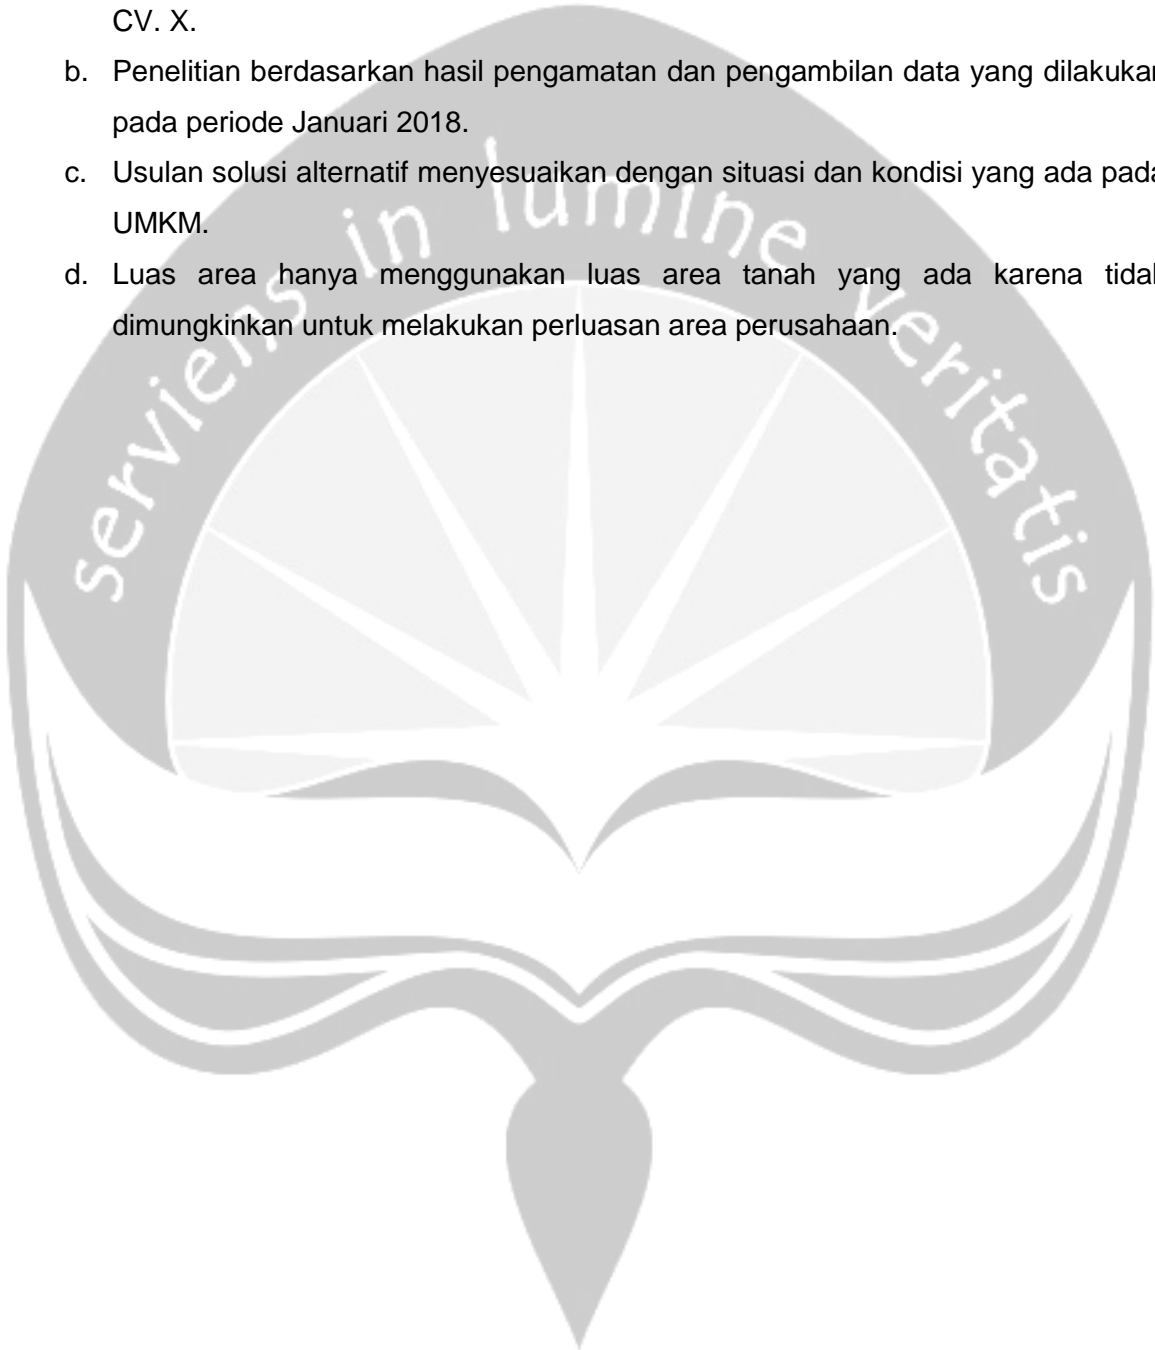 CV. X.
b. Penelitian berdasarkan hasil pengamatan dan pengambilan data yang dilakukan
pada periode Januari 2018.
c. Usulan solusi alternatif menyesuaikan dengan situasi dan kondisi yang ada pada
UMKM.
d. Luas area hanya menggunakan luas area tanah yang ada karena tidak
dimungkinkan untuk melakukan perluasan area perusahaan.
serviens in lumine veritatis